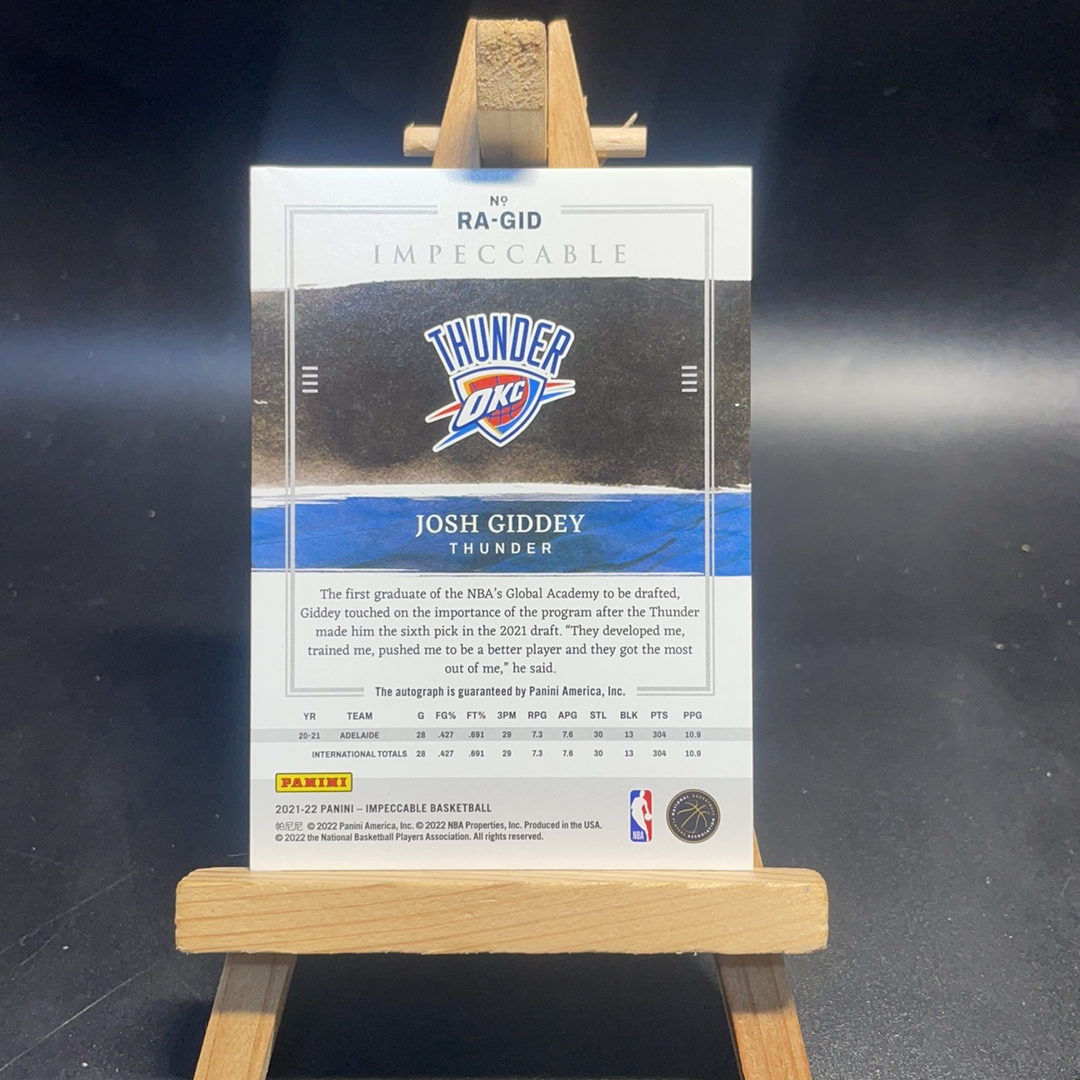 Nº
RA-GID
IMPECCABLE
THUNDER
OKC
JOSH GIDDEY
THUNDER
The first graduate of the NBA's Global Academy to be drafted,
Giddey touched on the importance of the program after the Thunder
made him the sixth pick in the 2021 draft. “They developed me,
trained me, pushed me to be a better player and they got the most
out of me,” he said.
The autograph is guaranteed by Panini America, Inc.
YR TEAM G FG% FT% 3PM RPG APG STL BLK PTS PPG
20-21 ADELAIDE 28 .427 .691 29 7.3 7.6 30 13 304 10.9
INTERNATIONAL TOTALS 28 .427 .691 29 7.3 7.6 30 13 304 10.9
PANINI
2021-22 PANINI – IMPECCABLE BASKETBALL
帕尼尼 © 2022 Panini America, Inc. © 2022 NBA Properties, Inc. Produced in the USA.
© 2022 the National Basketball Players Association. All rights reserved.
NBA
NATIONAL BASKETBALL
PLAYERS ASSOCIATION